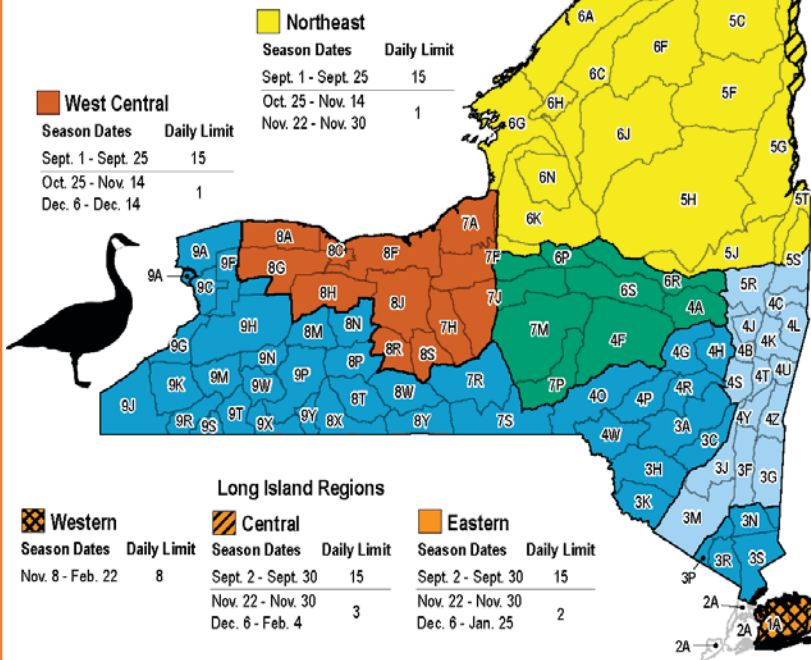 Northeast
Season Dates Daily Limit
Sept. 1 - Sept. 25 15
Oct. 25 - Nov. 14
1
Nov. 22 - Nov. 30
West Central
Season Dates Daily Limit
Sept. 1 - Sept. 25 15
Oct. 25 - Nov. 14
1
Dec. 6 - Dec. 14
6A
5C
6F
6C
5F
6H
6G
6J
5G
6N
5H
5T
6K
7A
8A
8C
8F
9A
9F
8G
7F
6P
5J
5S
9A
9C
8H
8J
7J
6S
6R
5R
4A
4C
9H
8M
8N
7H
7M
4F
4J
4L
9G
8R
8S
4G
4H
4B
4K
9N
8P
9K
9M
9W
9P
8W
7R
7P
4O
4P
4R
4S
4T
4U
9J
9R
9S
9T
9X
9Y
8X
8T
8Y
7S
4W
3A
3C
4Y
4Z
3H
3J
3F
3G
3K
3M
3N
3P
3R
3S
2A
2A
2A
1A
Long Island Regions
Western
Season Dates Daily Limit
Nov. 8 - Feb. 22 8
Central
Season Dates Daily Limit
Sept. 2 - Sept. 30 15
Nov. 22 - Nov. 30
3
Dec. 6 - Feb. 4
Eastern
Season Dates Daily Limit
Sept. 2 - Sept. 30 15
Nov. 22 - Nov. 30
2
Dec. 6 - Jan. 25